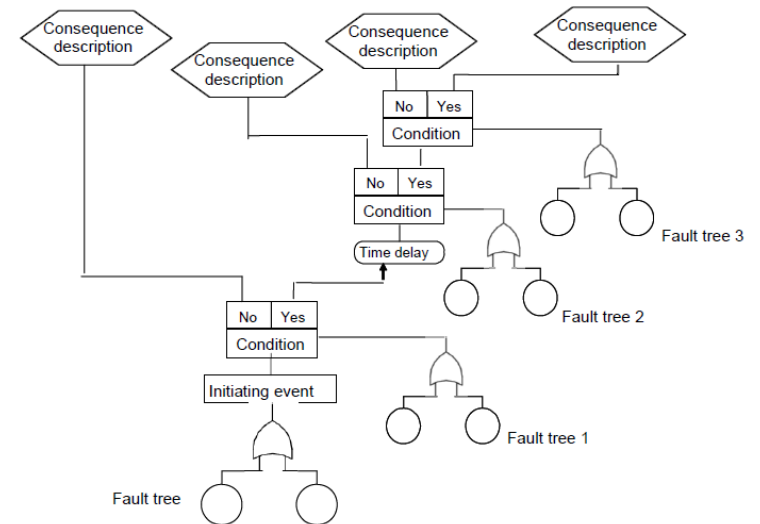 Consequence
description
Consequence
description
Consequence
description
Consequence
description
No Yes
Condition
No Yes
Condition
Fault tree 3
Time delay
No Yes
Condition
Fault tree 2
Initiating event
Fault tree 1
Fault tree